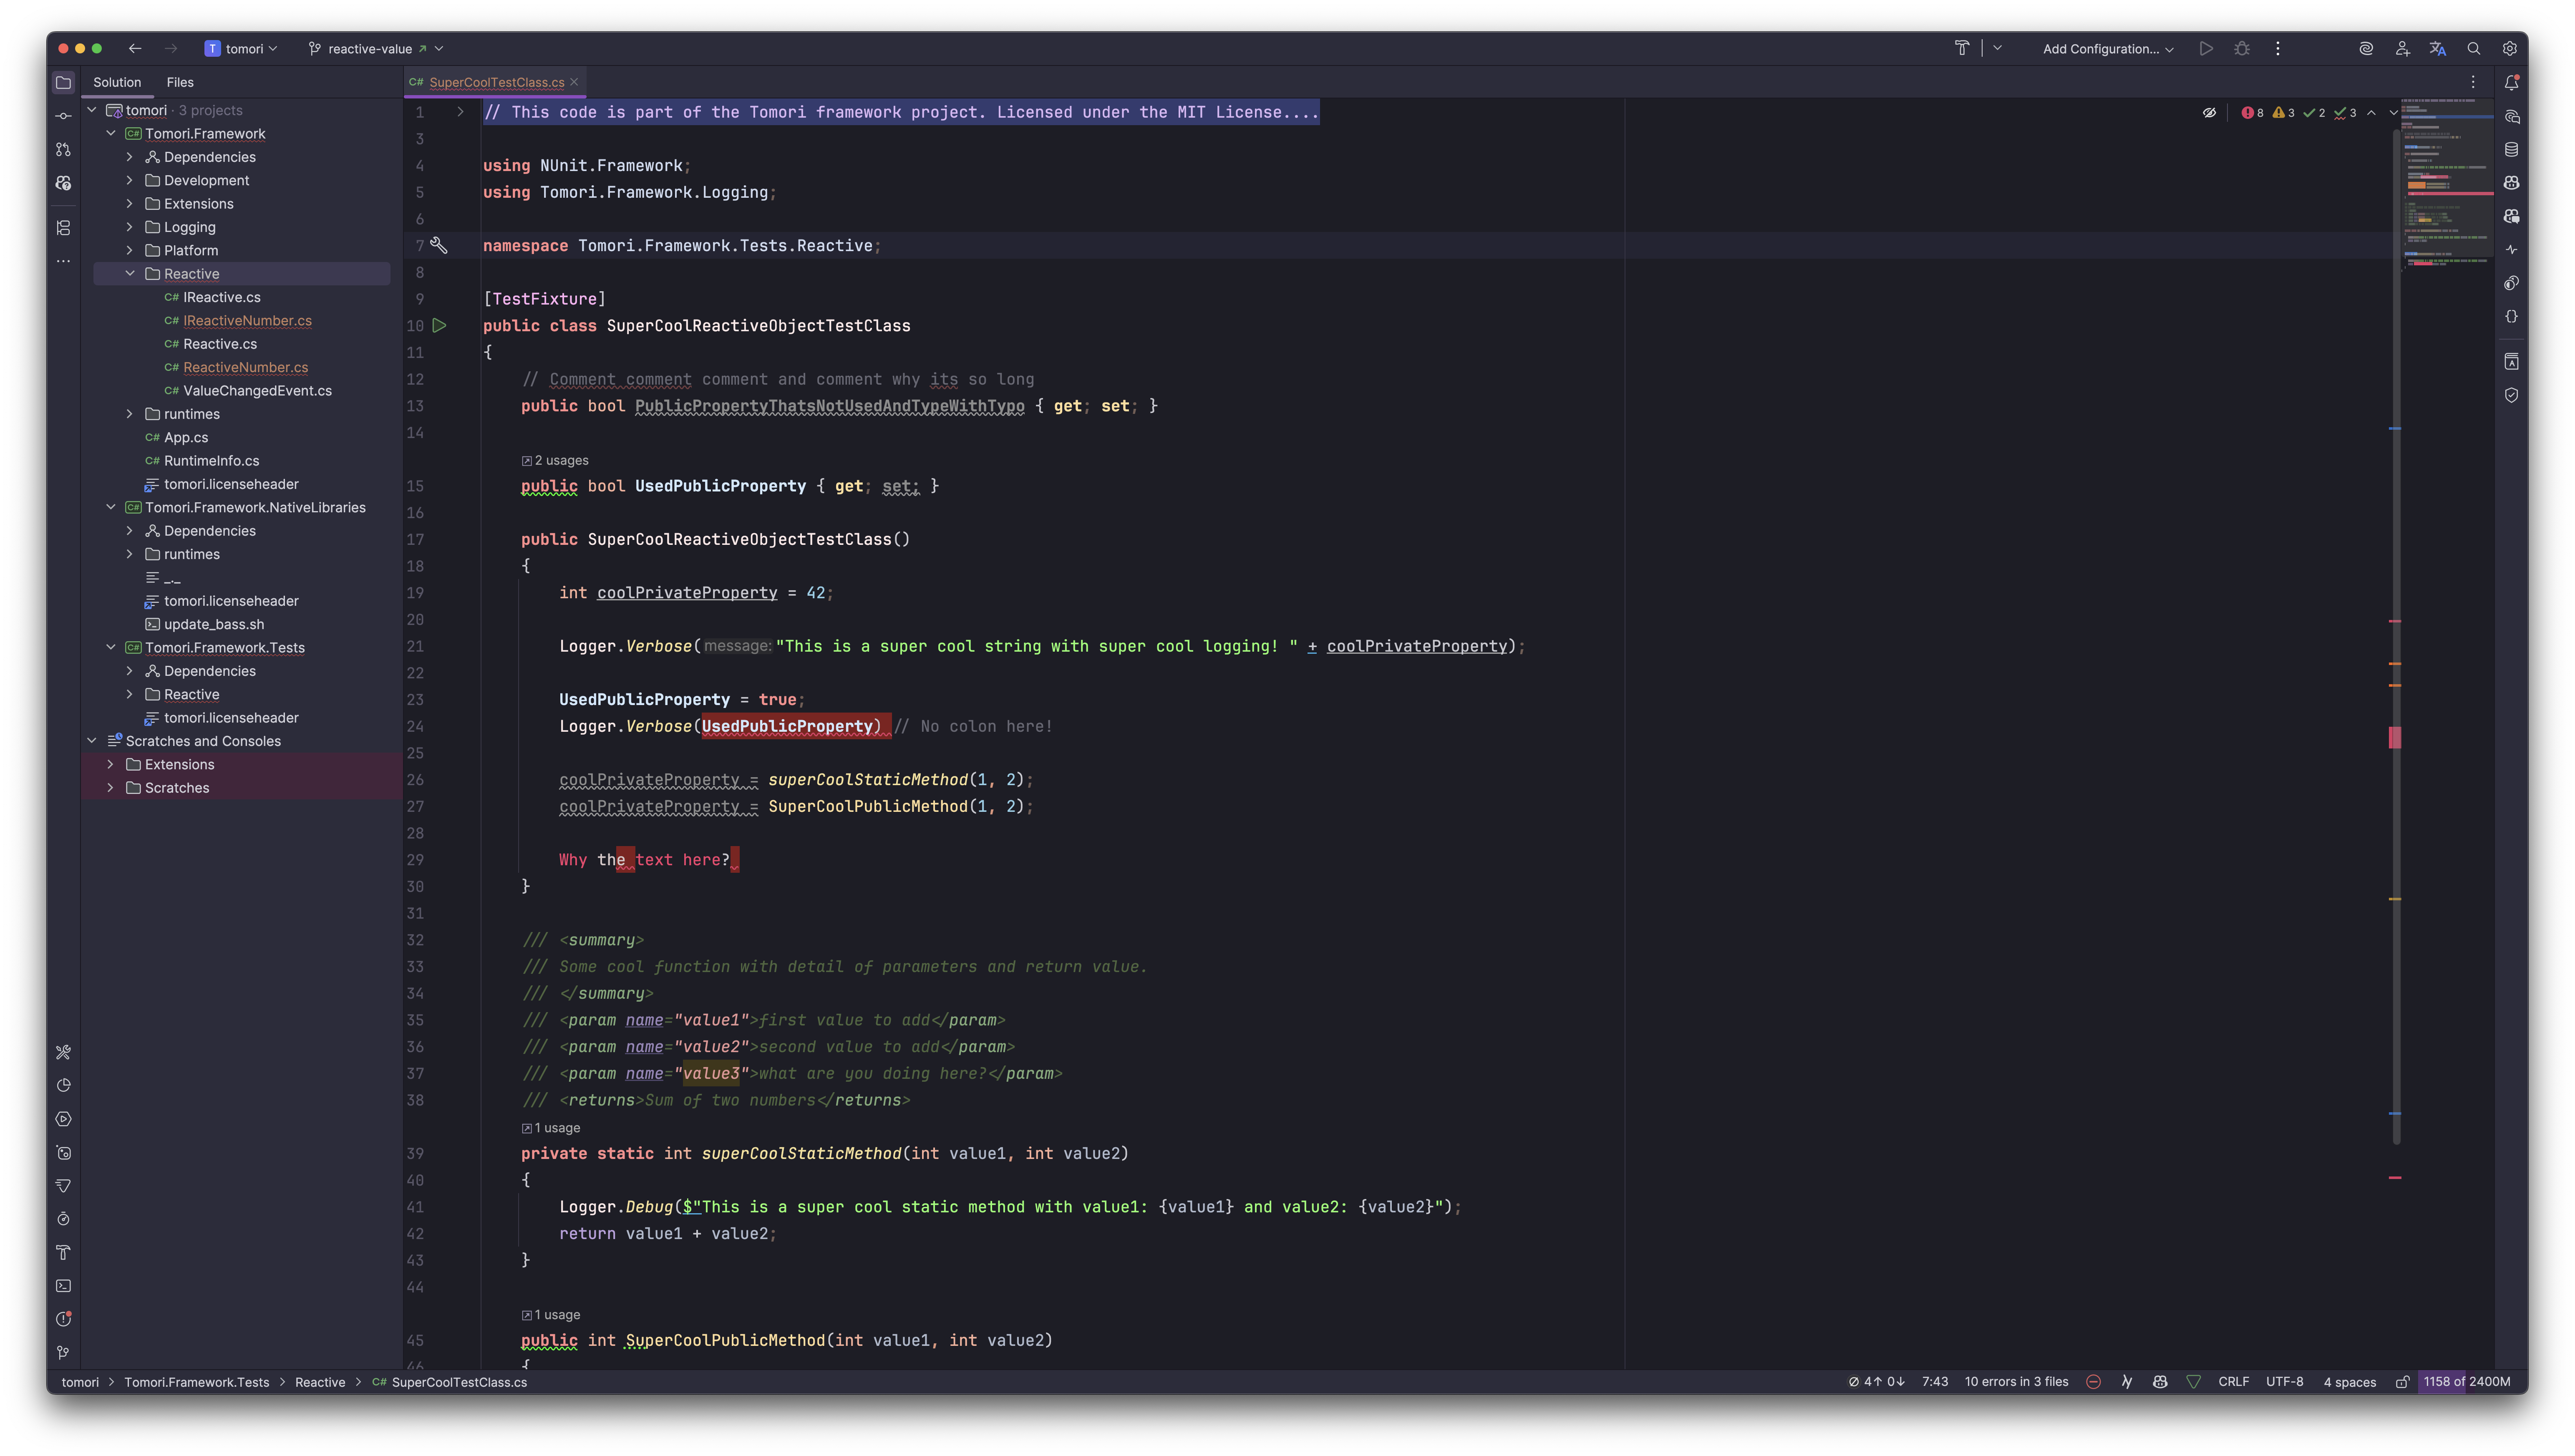 T tomori reactive-value Add Configuration...
Solution Files
C# SuperCoolTestClass.cs
8 3 2 3
tomori · 3 projects
C# Tomori.Framework
Dependencies
Development
Extensions
Logging
Platform
Reactive
C# IReactive.cs
C# IReactiveNumber.cs
C# Reactive.cs
C# ReactiveNumber.cs
C# ValueChangedEvent.cs
runtimes
C# App.cs
C# RuntimeInfo.cs
tomori.licenseheader
C# Tomori.Framework.NativeLibraries
Dependencies
runtimes
_._
tomori.licenseheader
update_bass.sh
C# Tomori.Framework.Tests
Dependencies
Reactive
tomori.licenseheader
Scratches and Consoles
Extensions
Scratches
1 // This code is part of the Tomori framework project. Licensed under the MIT License....
3
4 using NUnit.Framework;
5 using Tomori.Framework.Logging;
6
7 namespace Tomori.Framework.Tests.Reactive;
8
9 [TestFixture]
10 public class SuperCoolReactiveObjectTestClass
11 {
12 // Comment comment comment and comment why its so long
13 public bool PublicPropertyThatsNotUsedAndTypeWithTypo { get; set; }
14
2 usages
15 public bool UsedPublicProperty { get; set; }
16
17 public SuperCoolReactiveObjectTestClass()
18 {
19 int coolPrivateProperty = 42;
20
21 Logger.Verbose(message: "This is a super cool string with super cool logging! " + coolPrivateProperty);
22
23 UsedPublicProperty = true;
24 Logger.Verbose(UsedPublicProperty) // No colon here!
25
26 coolPrivateProperty = superCoolStaticMethod(1, 2);
27 coolPrivateProperty = SuperCoolPublicMethod(1, 2);
28
29 Why the text here?
30 }
31
32 /// <summary>
33 /// Some cool function with detail of parameters and return value.
34 /// </summary>
35 /// <param name="value1">first value to add</param>
36 /// <param name="value2">second value to add</param>
37 /// <param name="value3">what are you doing here?</param>
38 /// <returns>Sum of two numbers</returns>
1 usage
39 private static int superCoolStaticMethod(int value1, int value2)
40 {
41 Logger.Debug($"This is a super cool static method with value1: {value1} and value2: {value2}");
42 return value1 + value2;
43 }
44
1 usage
45 public int SuperCoolPublicMethod(int value1, int value2)
46 {
tomori > Tomori.Framework.Tests > Reactive > C# SuperCoolTestClass.cs
4↑ 0↓ 7:43 10 errors in 3 files CRLF UTF-8 4 spaces 1158 of 2400M